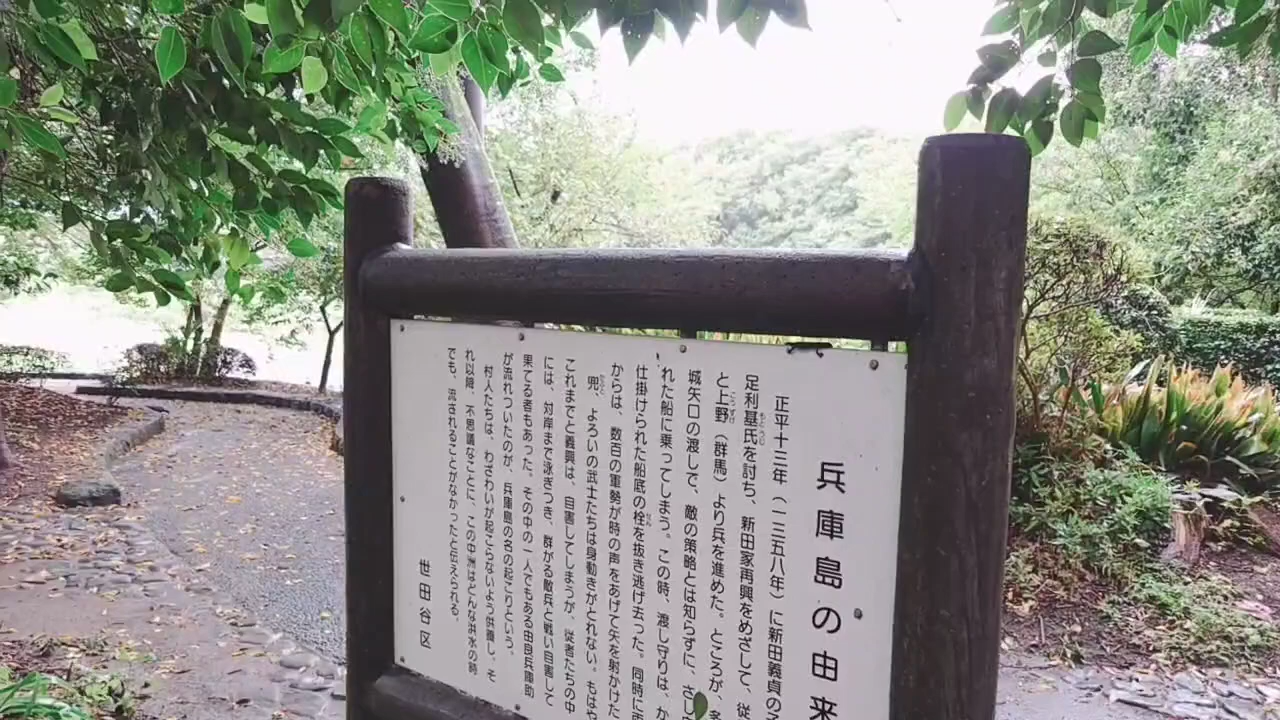 兵庫島の由来
正平十三年（一三五八年）に新田義貞の
足利基氏を討ち、新田家再興をめざして、従
と上野（群馬）より兵を進めた。ところが、多
城矢口の渡しで、敵の策略とは知らずに、さし
れた船に乗ってしまう。この時、渡し守りは、か
仕掛けられた船底の栓を抜き逃げ去った。同時に両
からは、数百の軍勢が時の声をあげて矢を射かけた
兜、よろいの武士たちは身動きがとれない。もはや
これまでと義興は、自害してしまうが、従者たちの中
には、対岸まで泳ぎつき、群がる敵兵と戦い自害して
果てる者もあった。その中の一人でもある由良兵庫助
が流れついたのが、兵庫島の名の起こりという。
村人たちは、わざわいが起こらないよう供養し、そ
れ以降、不思議なことに、この中洲はどんな洪水の時
でも、流されることがなかったと伝えられる。
世田谷区